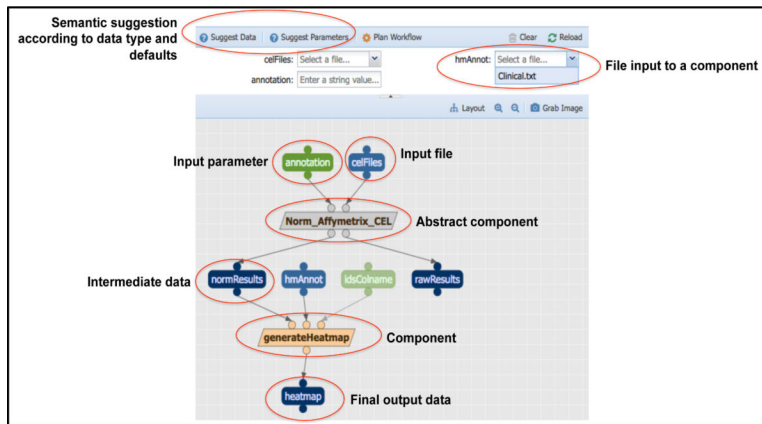 Semantic suggestion
according to data type and
defaults
Suggest Data
Suggest Parameters
Plan Workflow
Clear
Reload
celFiles:
Select a file...
hmAnnot:
Select a file...
Clinical.txt
File input to a component
annotation:
Enter a string value...
Layout
Grab Image
Input parameter
annotation
celFiles
Input file
Norm_Affymetrix_CEL
Abstract component
Intermediate data
normResults
hmAnnot
idsColname
rawResults
generateHeatmap
Component
heatmap
Final output data